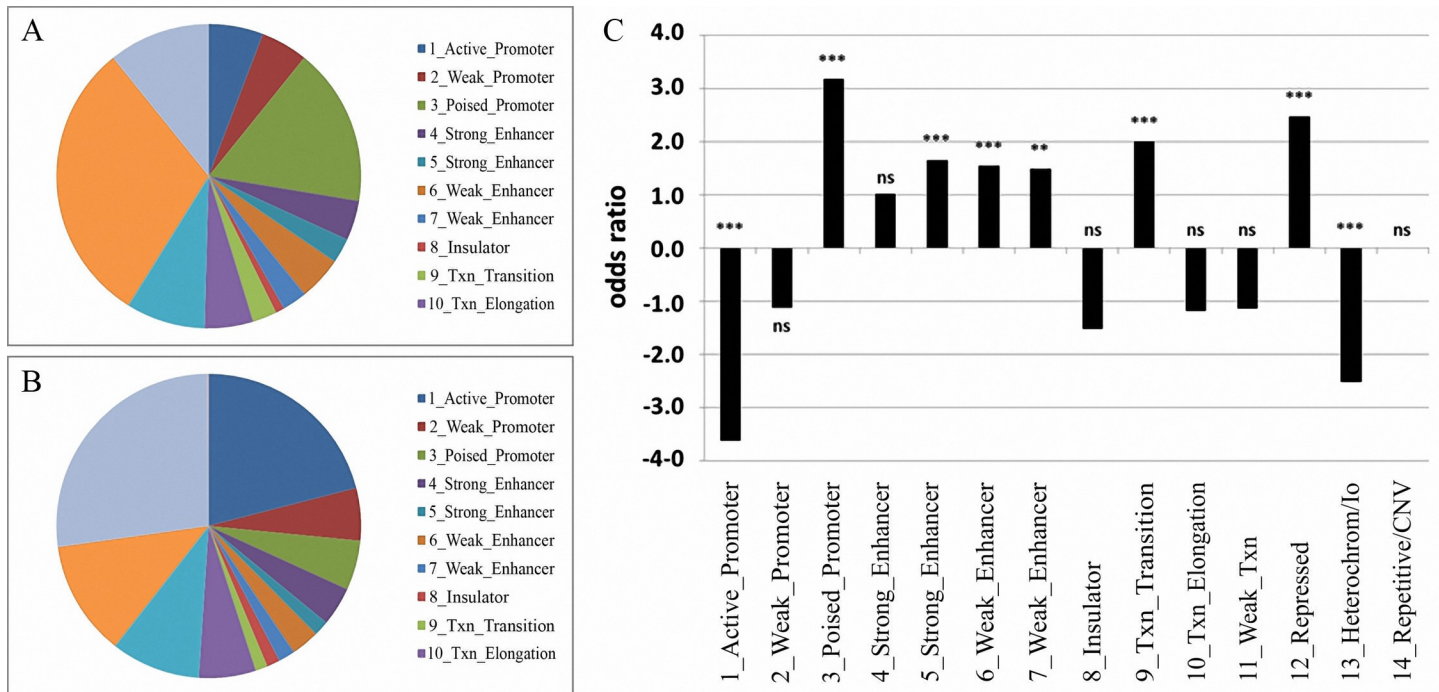 A
1_Active_Promoter
2_Weak_Promoter
3_Poised_Promoter
4_Strong_Enhancer
5_Strong_Enhancer
6_Weak_Enhancer
7_Weak_Enhancer
8_Insulator
9_Txn_Transition
10_Txn_Elongation
B
1_Active_Promoter
2_Weak_Promoter
3_Poised_Promoter
4_Strong_Enhancer
5_Strong_Enhancer
6_Weak_Enhancer
7_Weak_Enhancer
8_Insulator
9_Txn_Transition
10_Txn_Elongation
C
odds ratio
4.0
3.0
2.0
1.0
0.0
-1.0
-2.0
-3.0
-4-0
***
ns
***
ns
***
***
**
ns
***
ns
ns
***
***
ns
1_Active_Promoter
2_Weak_Promoter
3_Poised_Promoter
4_Strong_Enhancer
5_Strong_Enhancer
6_Weak_Enhancer
7_Weak_Enhancer
8_Insulator
9_Txn_Transition
10_Txn_Elongation
11_Weak_Txn
12_Repressed
13_Heterochrom/Io
14_Repetitive/CNV